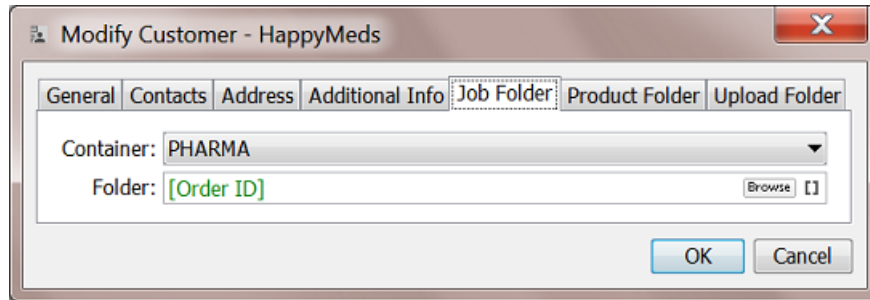 Modify Customer - HappyMeds
General Contacts Address Additional Info Job Folder Product Folder Upload Folder
Container: PHARMA
Folder: [Order ID] Browse []
OK Cancel